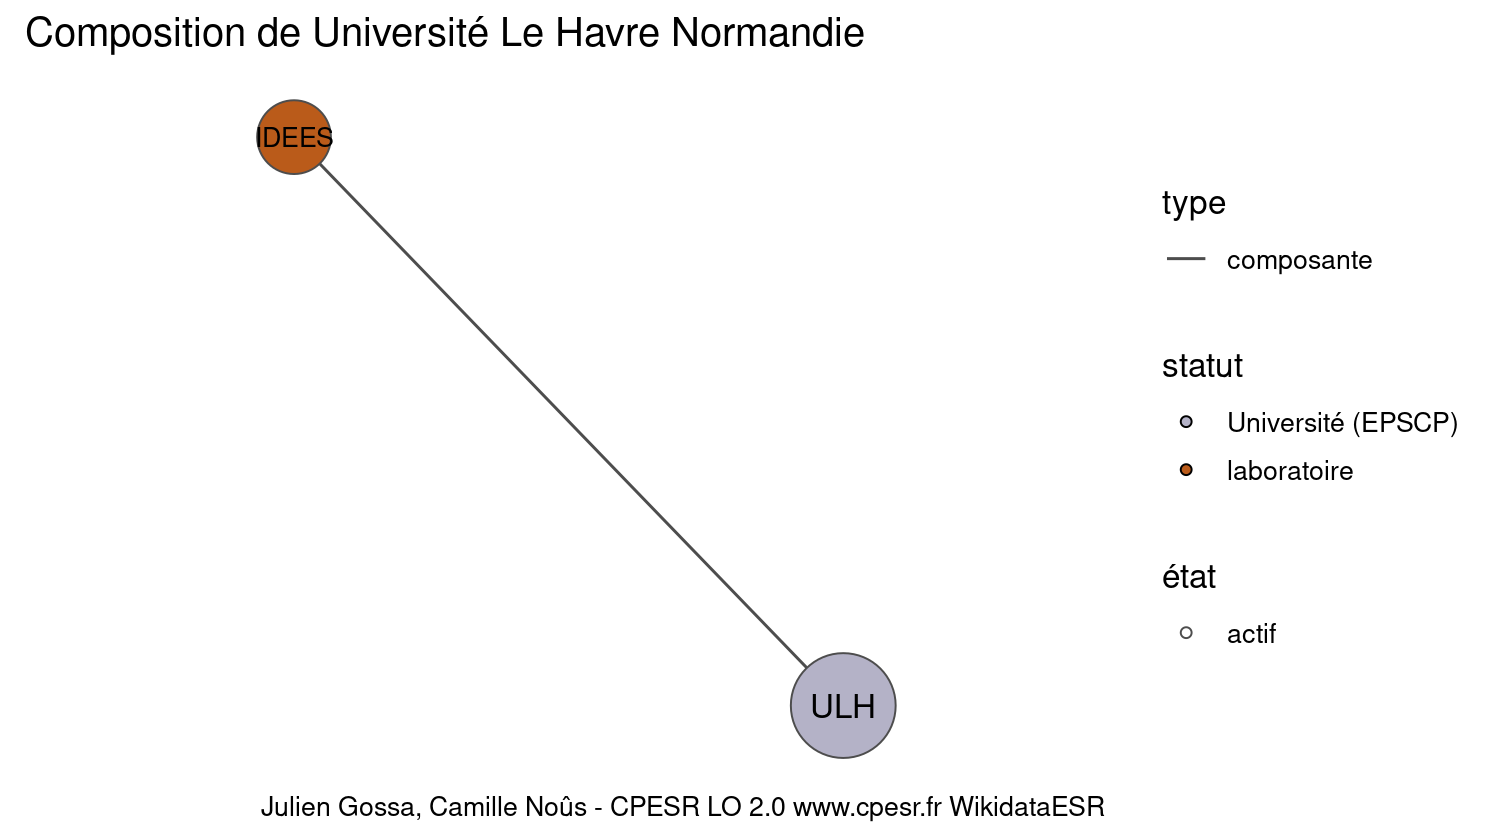 Composition de Université Le Havre Normandie
IDEES
type
composante
statut
Université (EPSCP)
laboratoire
état
actif
ULH
Julien Gossa, Camille Noûs - CPESR LO 2.0 www.cpesr.fr WikidataESR